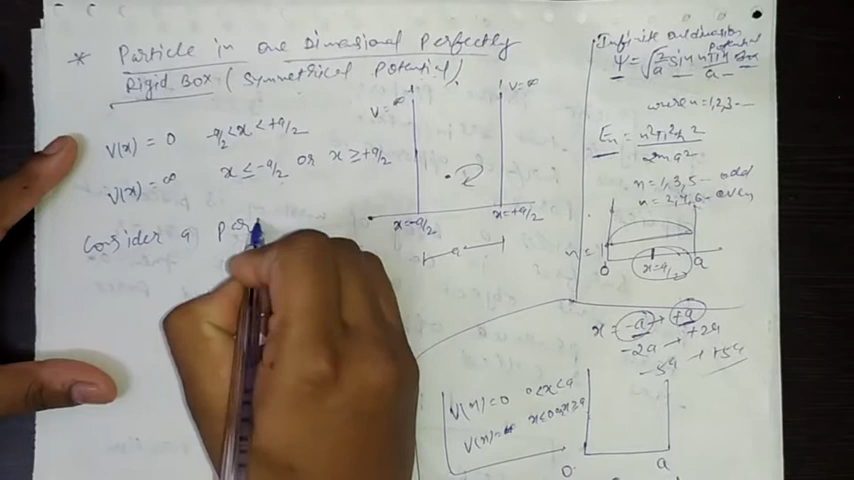 * Particle in one Dimensional Perfectly
Rigid Box (Symmetrical Potential)
V(x) = 0 -a/2 < x < +a/2
V(x) = ∞ x ≤ -a/2 or x ≥ +a/2
Consider a par
V = ∞
V = ∞
x=-a/2
x=+a/2
a
Infinite
Potential
Ψ = √2/a sin nπx/a
where n=1,2,3---
En = n²π²ħ²/2ma²
n=1,3,5-- odd
n=2,4,6- even
0
x=a/2
a
x = -a → +a
-2a → +2a
-5a → +5a
V(x)=0 0<x<a
V(x)=∞ x≤0 or x≥a
0
a